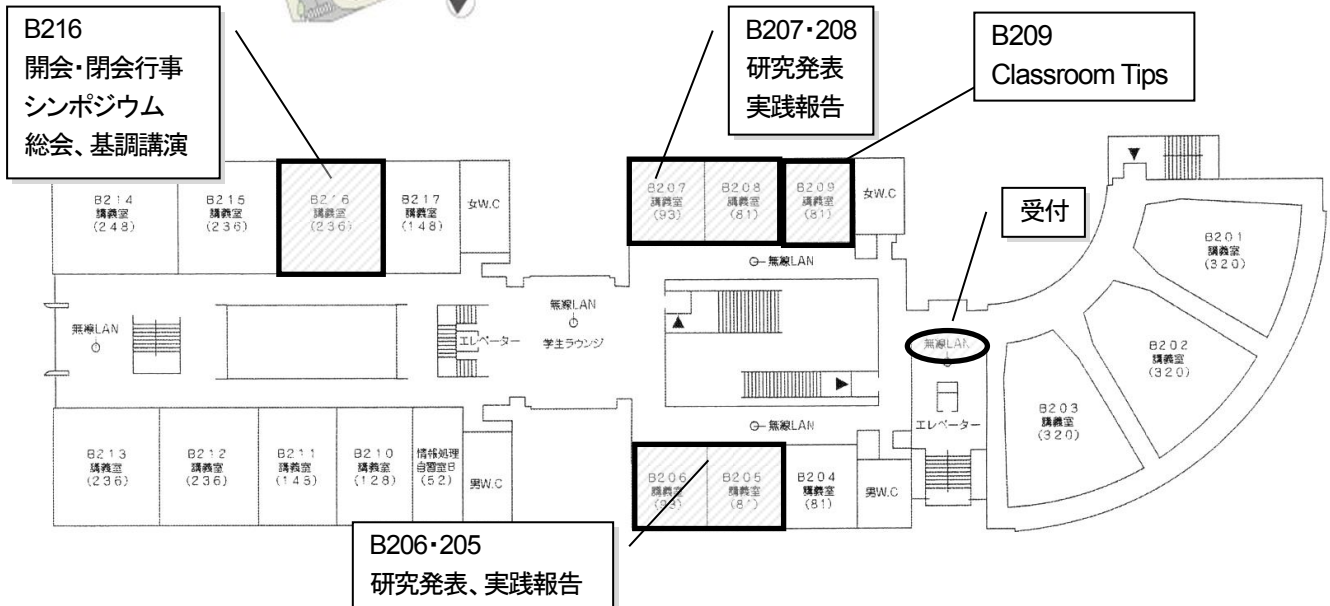 B216
開会・閉会行事
シンポジウム
総会、基調講演
B207・208
研究発表
実践報告
B209
Classroom Tips
受付
B214
講義室
(248)
B215
講義室
(236)
B216
講義室
(236)
B217
講義室
(148)
女W.C
B207
講義室
(93)
B208
講義室
(81)
B209
講義室
(81)
女W.C
無線LAN
B201
講義室
(320)
B202
講義室
(320)
B203
講義室
(320)
無線LAN
エレベーター
学生ラウンジ
無線LAN
無線LAN
エレベーター
無線LAN
B213
講義室
(236)
B212
講義室
(236)
B211
講義室
(145)
B210
講義室
(128)
情報処理
自習室B
(52)
男W.C
B206
講義室
(93)
B205
講義室
(81)
B204
講義室
(81)
男W.C
B206・205
研究発表、実践報告